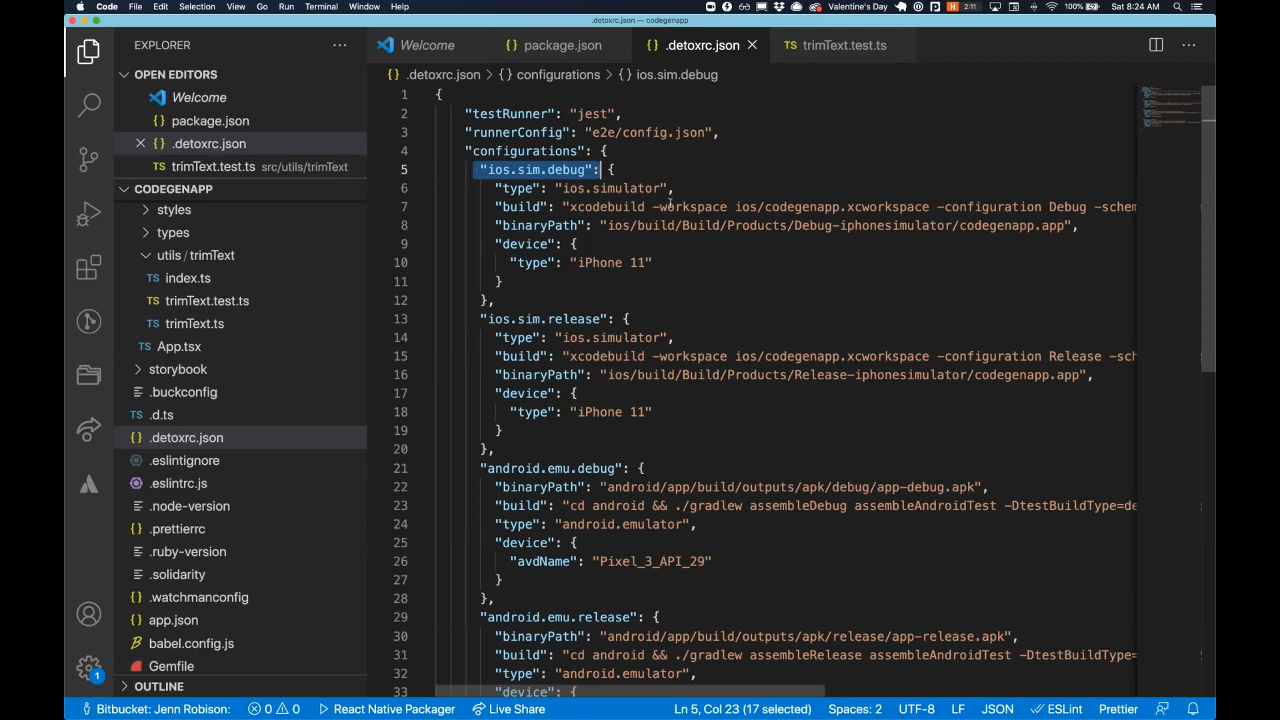 Code File Edit Selection View Go Run Terminal Window Help Valentine's Day H 2:11 100% Sat 8:24 AM
.detoxrc.json — codegenapp
EXPLORER ···
Welcome
{} package.json
{} .detoxrc.json ×
TS trimText.test.ts
···
OPEN EDITORS
Welcome
{} package.json
× {} .detoxrc.json
TS trimText.test.ts src/utils/trimText
CODEGENAPP
styles
types
utils / trimText
TS index.ts
TS trimText.test.ts
TS trimText.ts
App.tsx
storybook
.buckconfig
.d.ts
{} .detoxrc.json
.eslintignore
.eslintrc.js
.node-version
{} .prettierrc
.ruby-version
.solidarity
.watchmanconfig
{} app.json
babel.config.js
Gemfile
OUTLINE
1
{} .detoxrc.json > {} configurations > {} ios.sim.debug
1 {
2 "testRunner": "jest",
3 "runnerConfig": "e2e/config.json",
4 "configurations": {
5 "ios.sim.debug": {
6 "type": "ios.simulator",
7 "build": "xcodebuild -workspace ios/codegenapp.xcworkspace -configuration Debug -schem
8 "binaryPath": "ios/build/Build/Products/Debug-iphonesimulator/codegenapp.app",
9 "device": {
10 "type": "iPhone 11"
11 }
12 },
13 "ios.sim.release": {
14 "type": "ios.simulator",
15 "build": "xcodebuild -workspace ios/codegenapp.xcworkspace -configuration Release -sch
16 "binaryPath": "ios/build/Build/Products/Release-iphonesimulator/codegenapp.app",
17 "device": {
18 "type": "iPhone 11"
19 }
20 },
21 "android.emu.debug": {
22 "binaryPath": "android/app/build/outputs/apk/debug/app-debug.apk",
23 "build": "cd android && ./gradlew assembleDebug assembleAndroidTest -DtestBuildType=de
24 "type": "android.emulator",
25 "device": {
26 "avdName": "Pixel_3_API_29"
27 }
28 },
29 "android.emu.release": {
30 "binaryPath": "android/app/build/outputs/apk/release/app-release.apk",
31 "build": "cd android && ./gradlew assembleRelease assembleAndroidTest -DtestBuildType=
32 "type": "android.emulator",
33 "device": {
Bitbucket: Jenn Robison: 0 0 React Native Packager Live Share Ln 5, Col 23 (17 selected) Spaces: 2 UTF-8 LF JSON ESLint Prettier